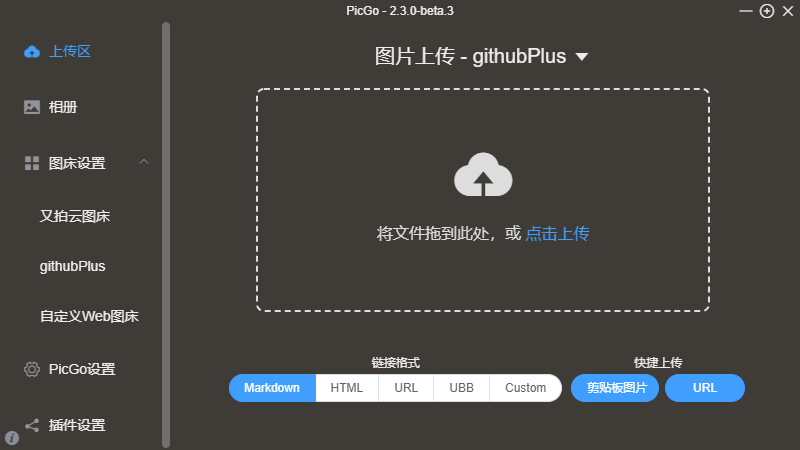 PicGo - 2.3.0-beta.3
上传区
相册
图床设置
又拍云图床
githubPlus
自定义Web图床
PicGo设置
插件设置
图片上传 - githubPlus
将文件拖到此处，或 点击上传
链接格式
Markdown HTML URL UBB Custom
快捷上传
剪贴板图片 URL